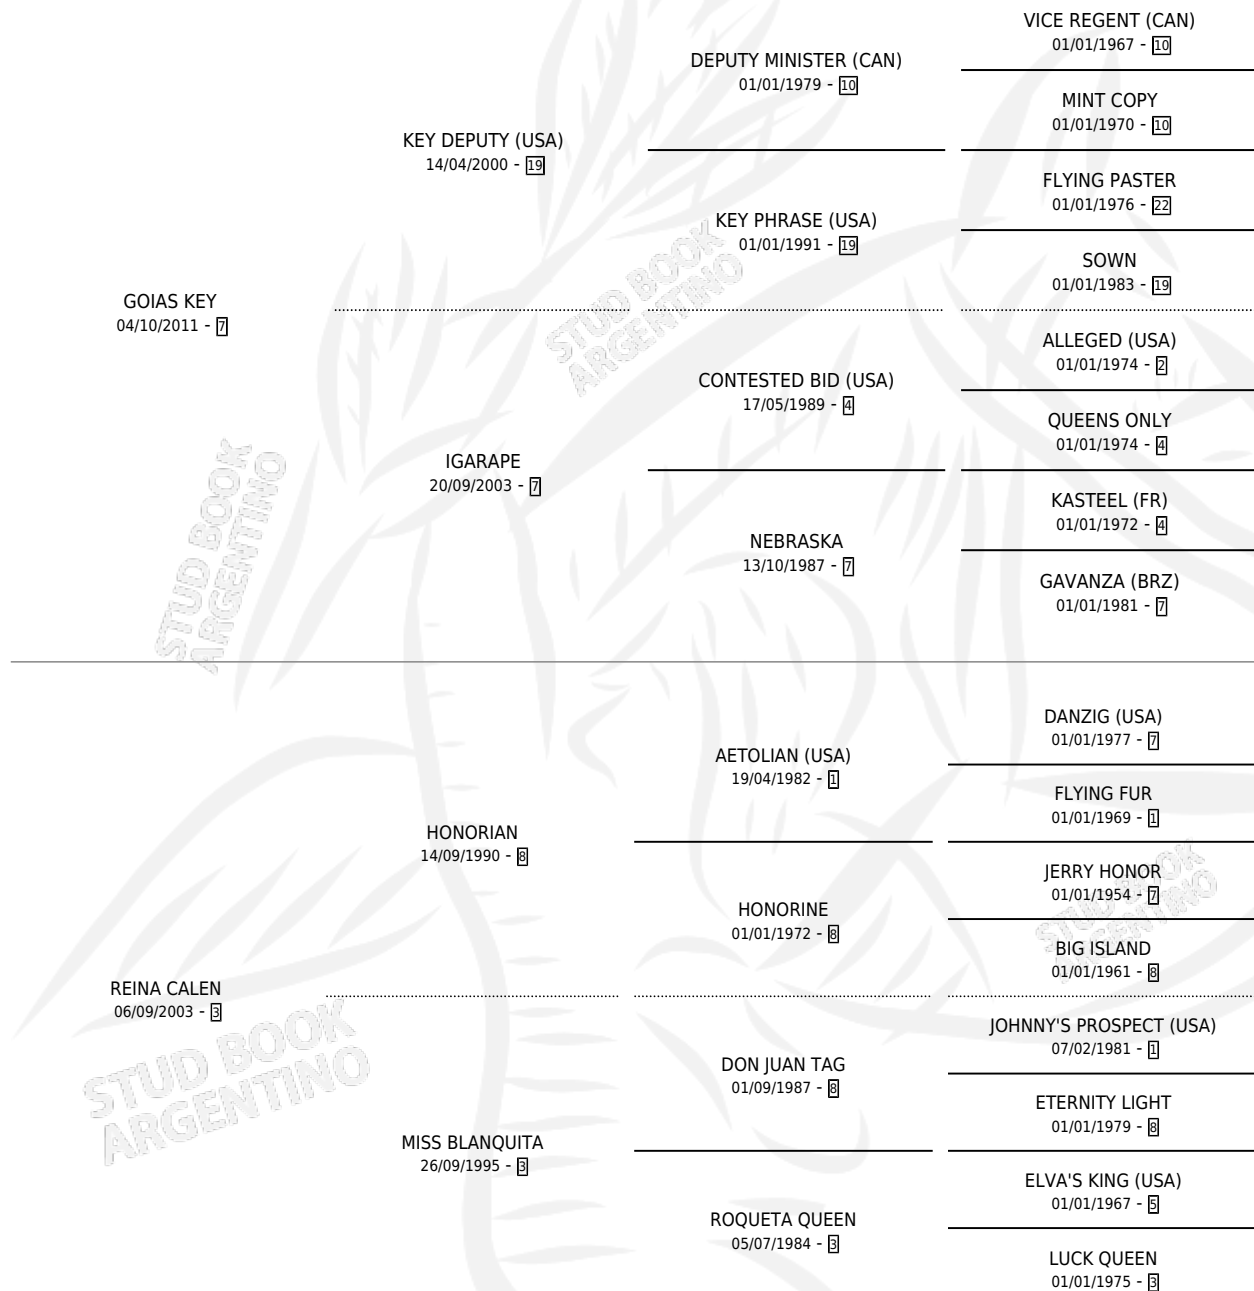 VICE REGENT (CAN)
01/01/1967 - 10
DEPUTY MINISTER (CAN)
01/01/1979 - 10
MINT COPY
01/01/1970 - 10
KEY DEPUTY (USA)
14/04/2000 - 19
FLYING PASTER
01/01/1976 - 22
KEY PHRASE (USA)
01/01/1991 - 19
SOWN
01/01/1983 - 19
GOIAS KEY
04/10/2011 - 7
ALLEGED (USA)
01/01/1974 - 2
CONTESTED BID (USA)
17/05/1989 - 4
QUEENS ONLY
01/01/1974 - 4
IGARAPE
20/09/2003 - 7
KASTEEL (FR)
01/01/1972 - 4
NEBRASKA
13/10/1987 - 7
GAVANZA (BRZ)
01/01/1981 - 7
DANZIG (USA)
01/01/1977 - 7
AETOLIAN (USA)
19/04/1982 - 1
FLYING FUR
01/01/1969 - 1
HONORIAN
14/09/1990 - 8
JERRY HONOR
01/01/1954 - 7
HONORINE
01/01/1972 - 8
BIG ISLAND
01/01/1961 - 8
REINA CALEN
06/09/2003 - 3
JOHNNY'S PROSPECT (USA)
07/02/1981 - 1
DON JUAN TAG
01/09/1987 - 8
ETERNITY LIGHT
01/01/1979 - 8
MISS BLANQUITA
26/09/1995 - 3
ELVA'S KING (USA)
01/01/1967 - 5
ROQUETA QUEEN
05/07/1984 - 3
LUCK QUEEN
01/01/1975 - 3
STUD BOOK
ARGENTINO
STUD BOOK
ARGENTINO
STUD BOOK
ARGENTINO
STUD BOOK
ARGENTINO